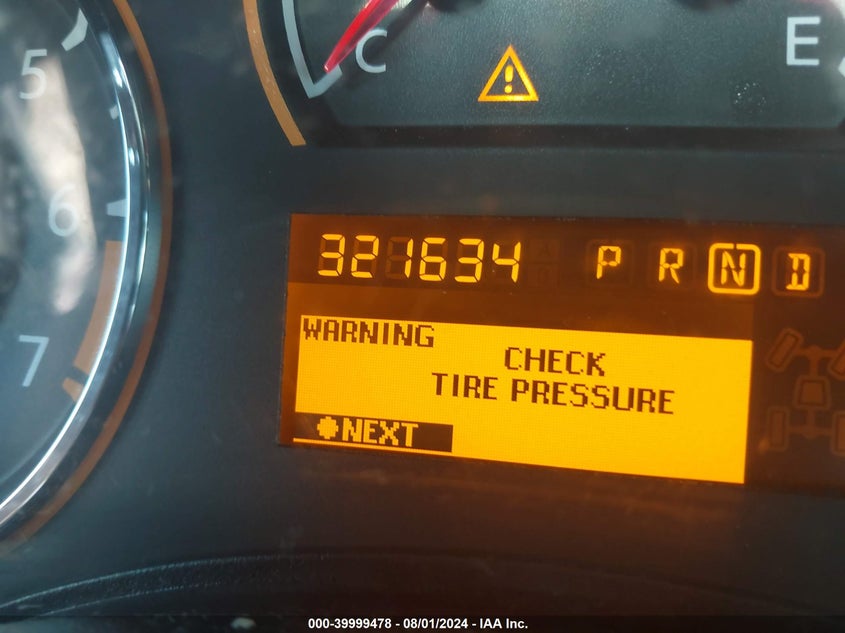 5
6
7
C
E
321634 P R N D
WARNING
CHECK
TIRE PRESSURE
NEXT
000-39999478 - 08/01/2024 - IAA Inc.